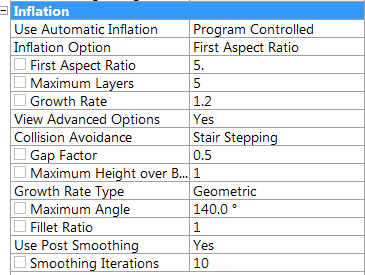 Inflation
Use Automatic Inflation Program Controlled
Inflation Option First Aspect Ratio
First Aspect Ratio 5.
Maximum Layers 5
Growth Rate 1.2
View Advanced Options Yes
Collision Avoidance Stair Stepping
Gap Factor 0.5
Maximum Height over B... 1
Growth Rate Type Geometric
Maximum Angle 140.0 °
Fillet Ratio 1
Use Post Smoothing Yes
Smoothing Iterations 10